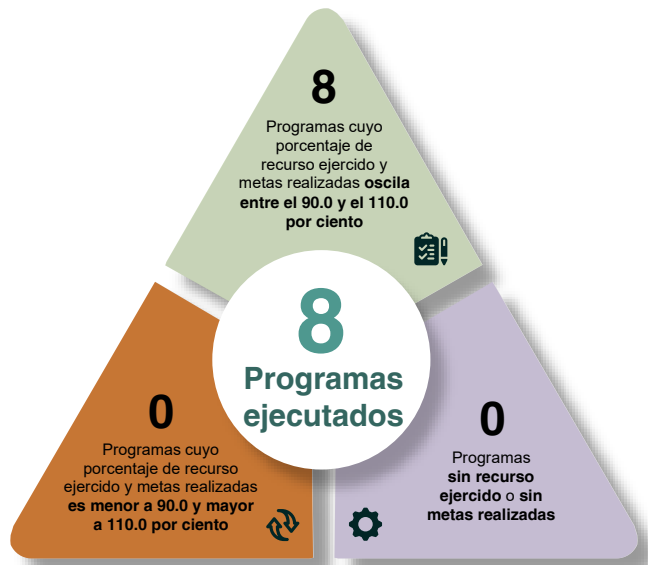 8
Programas cuyo
porcentaje de
recurso ejercido y
metas realizadas oscila
entre el 90.0 y el 110.0
por ciento
8
Programas
ejecutados
0
Programas cuyo
porcentaje de recurso
ejercido y metas realizadas
es menor a 90.0 y mayor
a 110.0 por ciento
0
Programas
sin recurso
ejercido o sin
metas realizadas